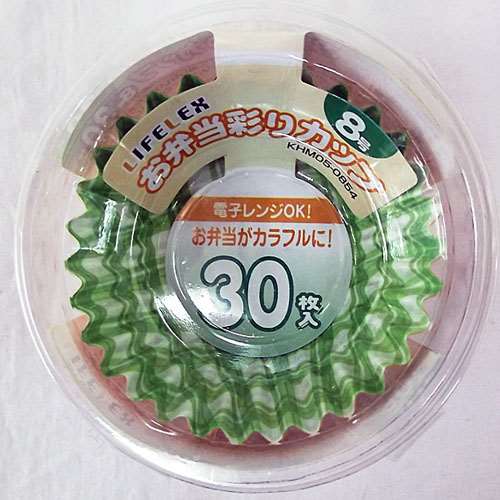 LIFELEX
お弁当彩りカップ
8号
KHM05-0854
電子レンジOK!
お弁当がカラフルに!
30枚入